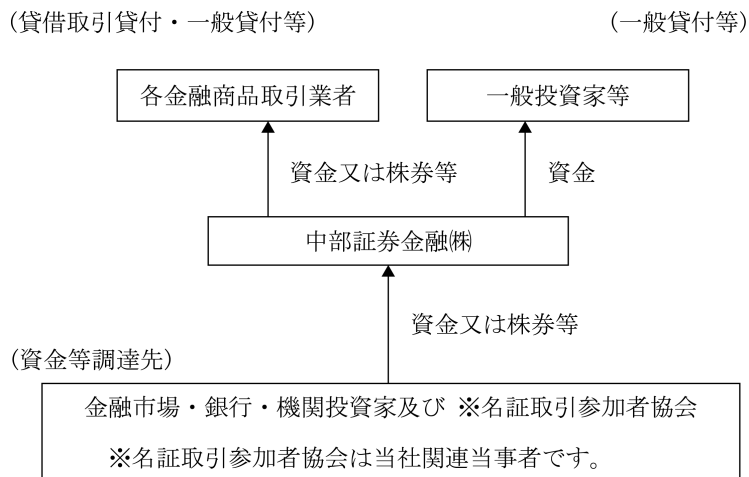 (貸借取引貸付・一般貸付等)
(一般貸付等)
各金融商品取引業者
一般投資家等
資金又は株券等
資金
中部証券金融㈱
資金又は株券等
(資金等調達先)
金融市場・銀行・機関投資家及び ※名証取引参加者協会
※名証取引参加者協会は当社関連当事者です。